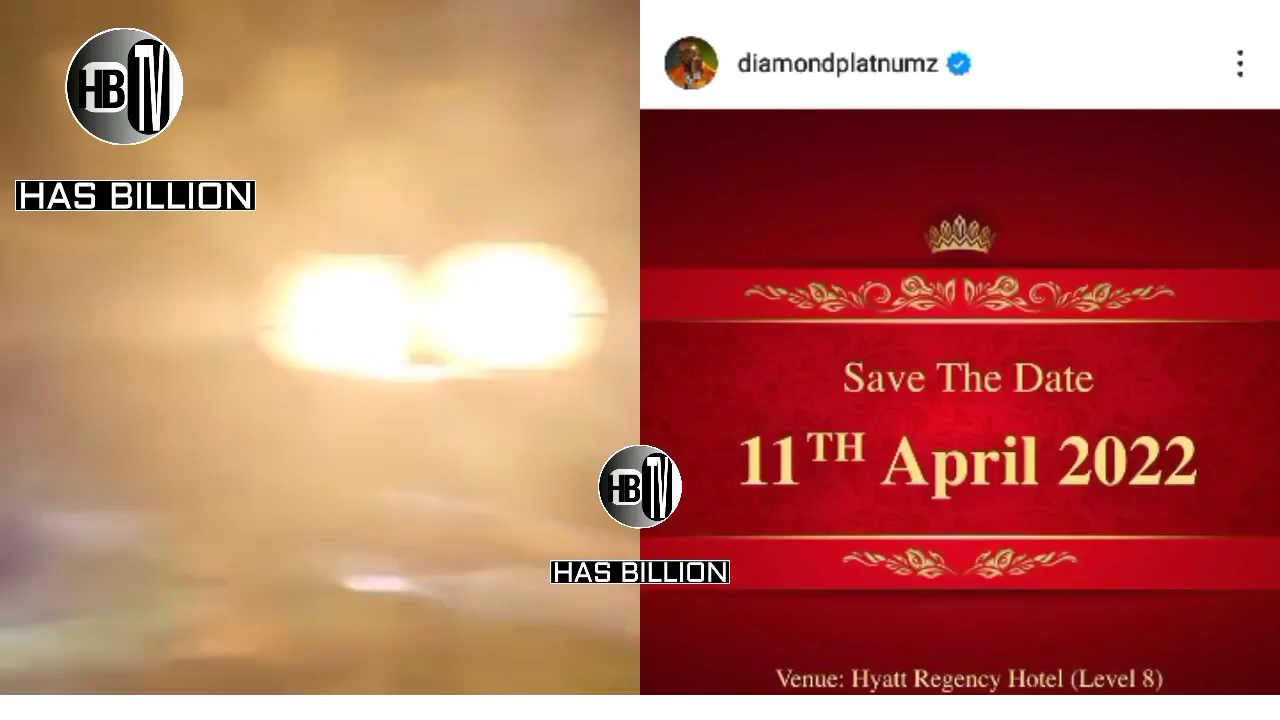 HB TV
HAS BILLION
diamondplatnumz
Save The Date
11TH April 2022
HB TV
HAS BILLION
Venue: Hyatt Regency Hotel (Level 8)